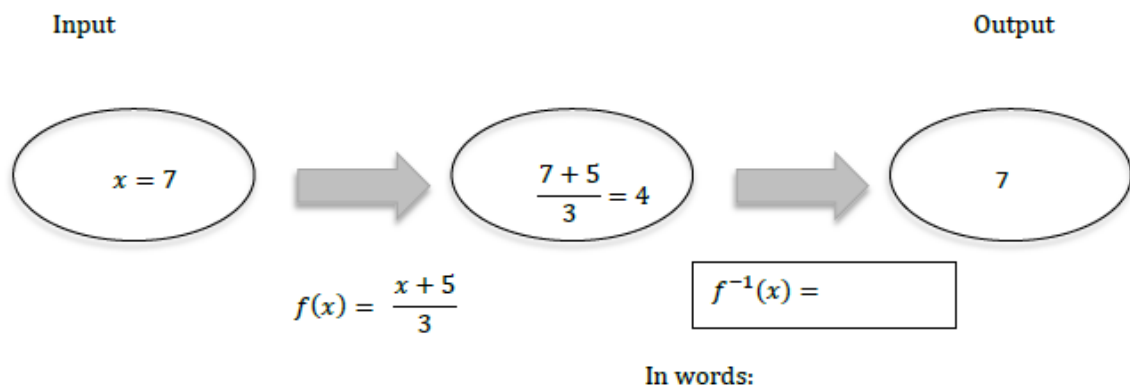 Input Output
x = 7
(7 + 5)/3 = 4
7
f(x) = (x + 5)/3
f⁻¹(x) =
In words: